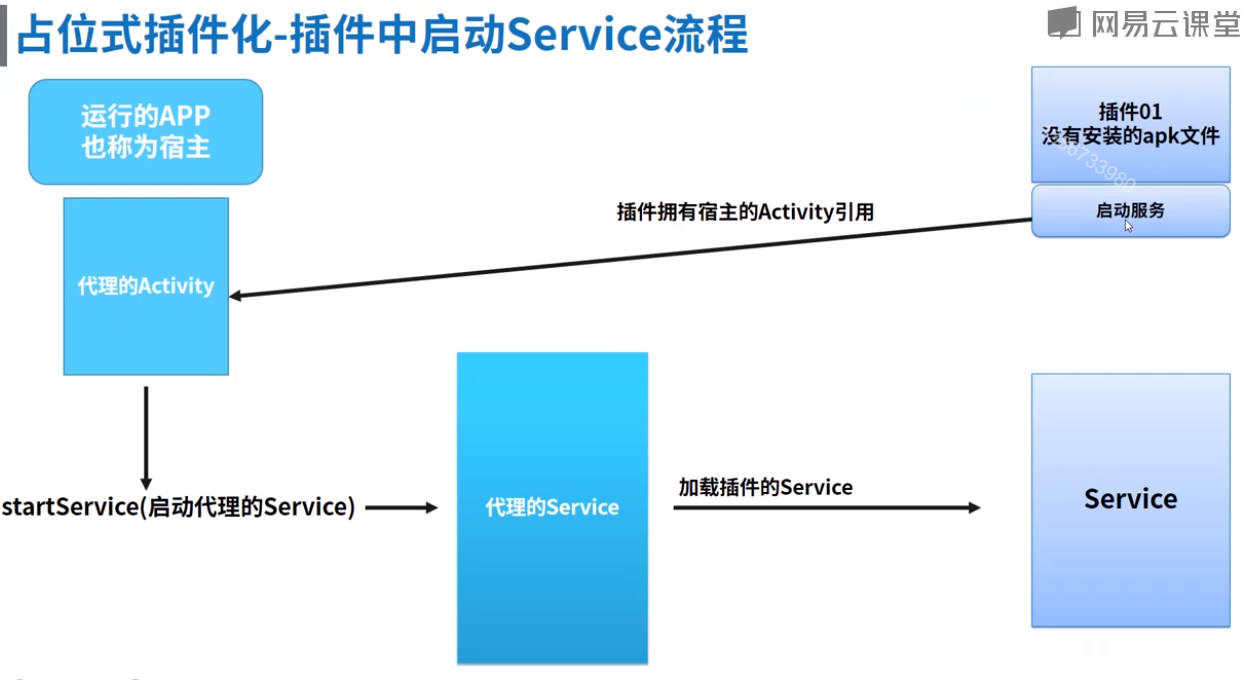 占位式插件化-插件中启动Service流程
网易云课堂
运行的APP
也称为宿主
插件01
没有安装的apk文件
启动服务
插件拥有宿主的Activity引用
代理的Activity
startService(启动代理的Service)
代理的Service
加载插件的Service
Service